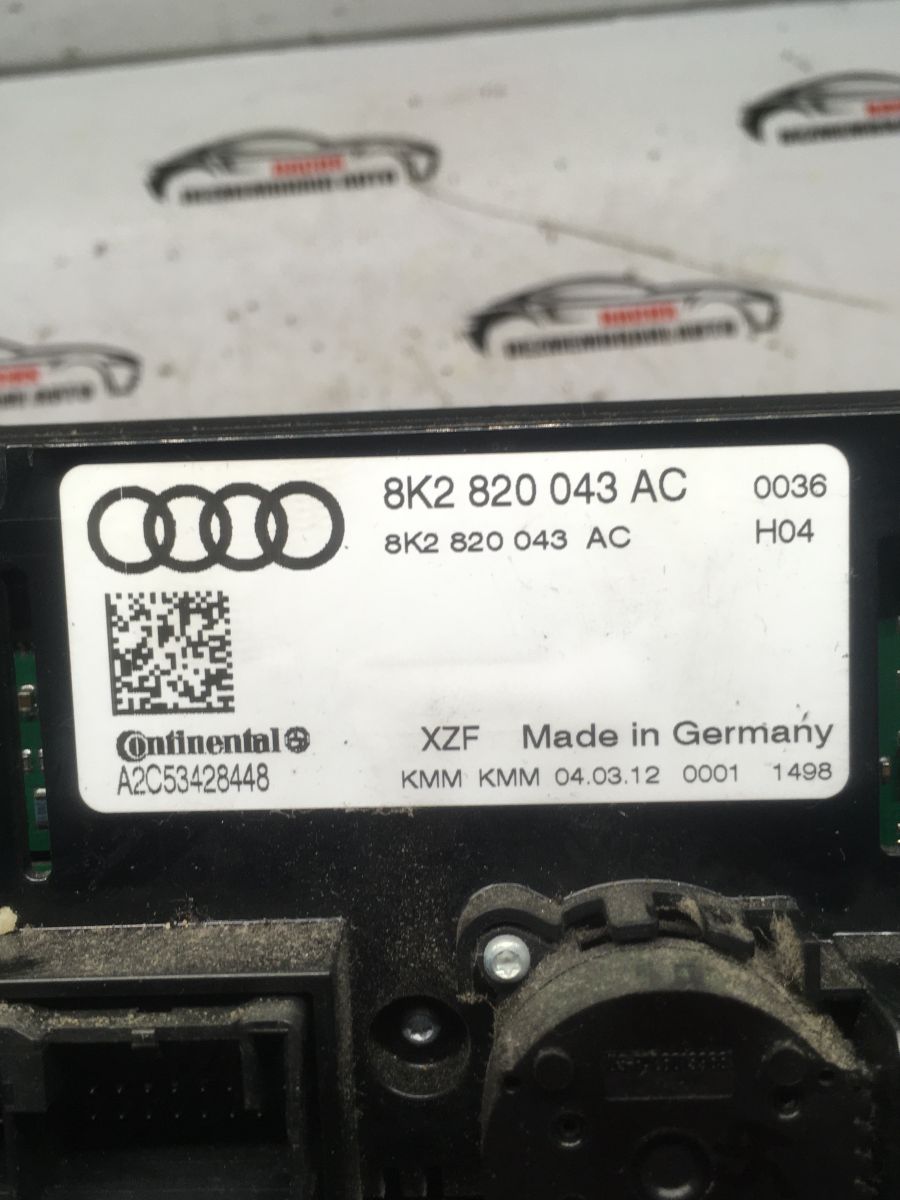 8K2 820 043 AC 0036
8K2 820 043 AC H04
Continental
A2C53428448
XZF Made in Germany
KMM KMM 04.03.12 0001 1498